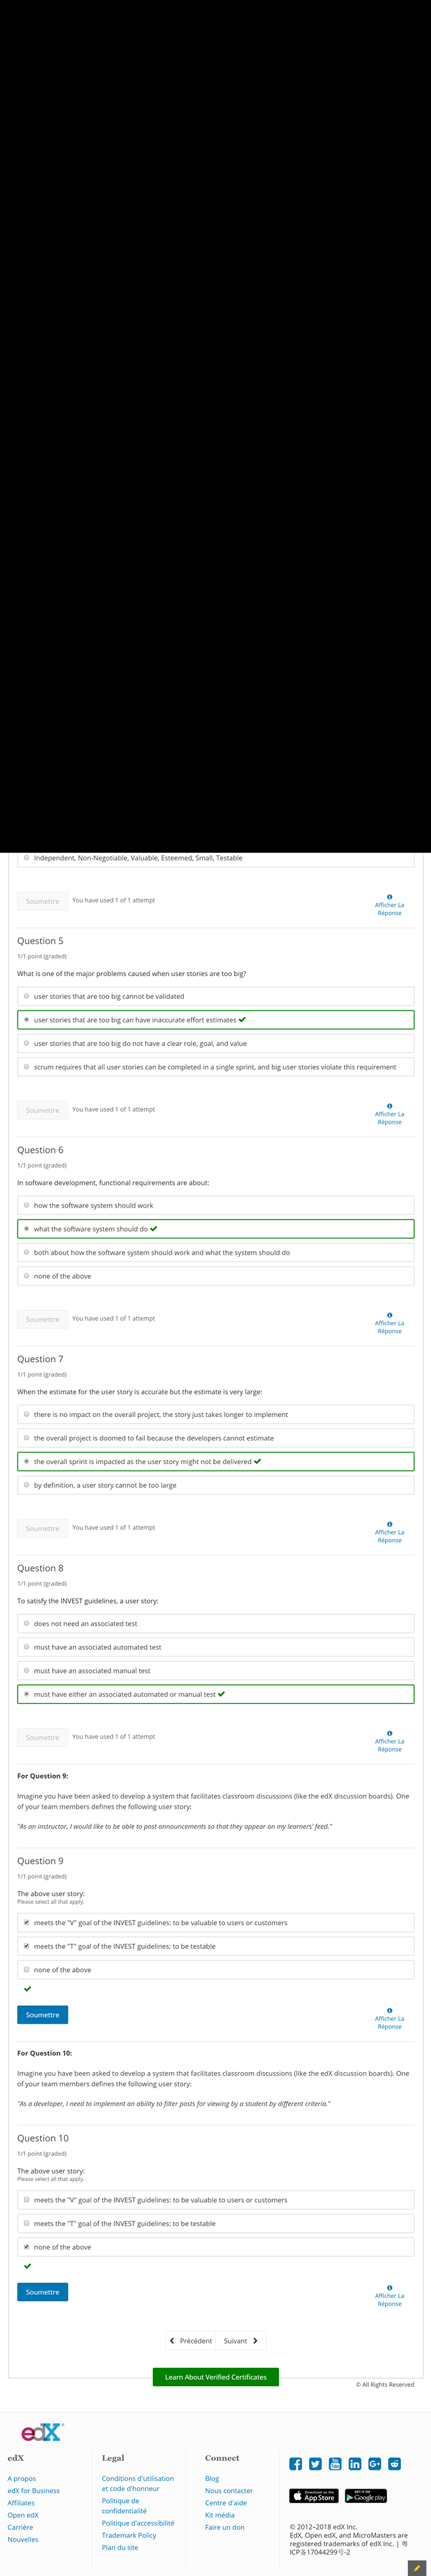 Independent, Non-Negotiable, Valuable, Esteemed, Small, Testable
Soumettre
You have used 1 of 1 attempt
Afficher La
Réponse
Question 5
1/1 point (graded)
What is one of the major problems caused when user stories are too big?
user stories that are too big cannot be validated
user stories that are too big can have inaccurate effort estimates
user stories that are too big do not have a clear role, goal, and value
scrum requires that all user stories can be completed in a single sprint, and big user stories violate this requirement
Soumettre
You have used 1 of 1 attempt
Afficher La
Réponse
Question 6
1/1 point (graded)
In software development, functional requirements are about:
how the software system should work
what the software system should do
both about how the software system should work and what the system should do
none of the above
Soumettre
You have used 1 of 1 attempt
Afficher La
Réponse
Question 7
1/1 point (graded)
When the estimate for the user story is accurate but the estimate is very large:
there is no impact on the overall project, the story just takes longer to implement
the overall project is doomed to fail because the developers cannot estimate
the overall sprint is impacted as the user story might not be delivered
by definition, a user story cannot be too large
Soumettre
You have used 1 of 1 attempt
Afficher La
Réponse
Question 8
1/1 point (graded)
To satisfy the INVEST guidelines, a user story:
does not need an associated test
must have an associated automated test
must have an associated manual test
must have either an associated automated or manual test
Soumettre
You have used 1 of 1 attempt
Afficher La
Réponse
For Question 9:
Imagine you have been asked to develop a system that facilitates classroom discussions (like the edX discussion boards). One
of your team members defines the following user story:
"As an instructor, I would like to be able to post announcements so that they appear on my learners' feed."
Question 9
1/1 point (graded)
The above user story:
Please select all that apply.
meets the "V" goal of the INVEST guidelines: to be valuable to users or customers
meets the "T" goal of the INVEST guidelines: to be testable
none of the above
Soumettre
Afficher La
Réponse
For Question 10:
Imagine you have been asked to develop a system that facilitates classroom discussions (like the edX discussion boards). One
of your team members defines the following user story:
"As a developer, I need to implement an ability to filter posts for viewing by a student by different criteria."
Question 10
1/1 point (graded)
The above user story:
Please select all that apply.
meets the "V" goal of the INVEST guidelines: to be valuable to users or customers
meets the "T" goal of the INVEST guidelines: to be testable
none of the above
Soumettre
Afficher La
Réponse
Précédent
Suivant
Learn About Verified Certificates
© All Rights Reserved
edX
edX
A propos
edX for Business
Affiliates
Open edX
Carrière
Nouvelles
Legal
Conditions d'utilisation
et code d'honneur
Politique de
confidentialité
Politique d'accessibilité
Trademark Policy
Plan du site
Connect
Blog
Nous contacter
Centre d'aide
Kit média
Faire un don
Download on the
App Store
GET IT ON
Google play
© 2012–2018 edX Inc.
EdX, Open edX, and MicroMasters are
registered trademarks of edX Inc. | 粤
ICP备17044299号-2